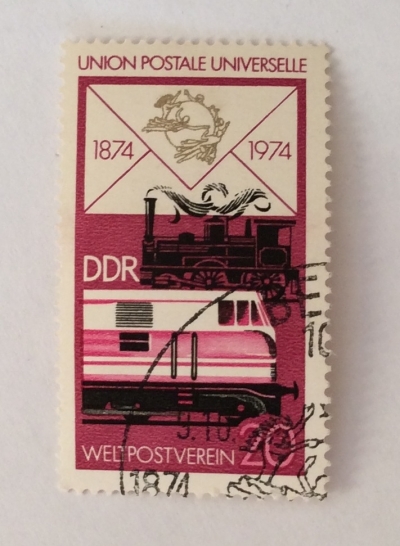 UNION POSTALE UNIVERSELLE
1874 1974
DDR
WELTPOSTVEREIN 20
1874